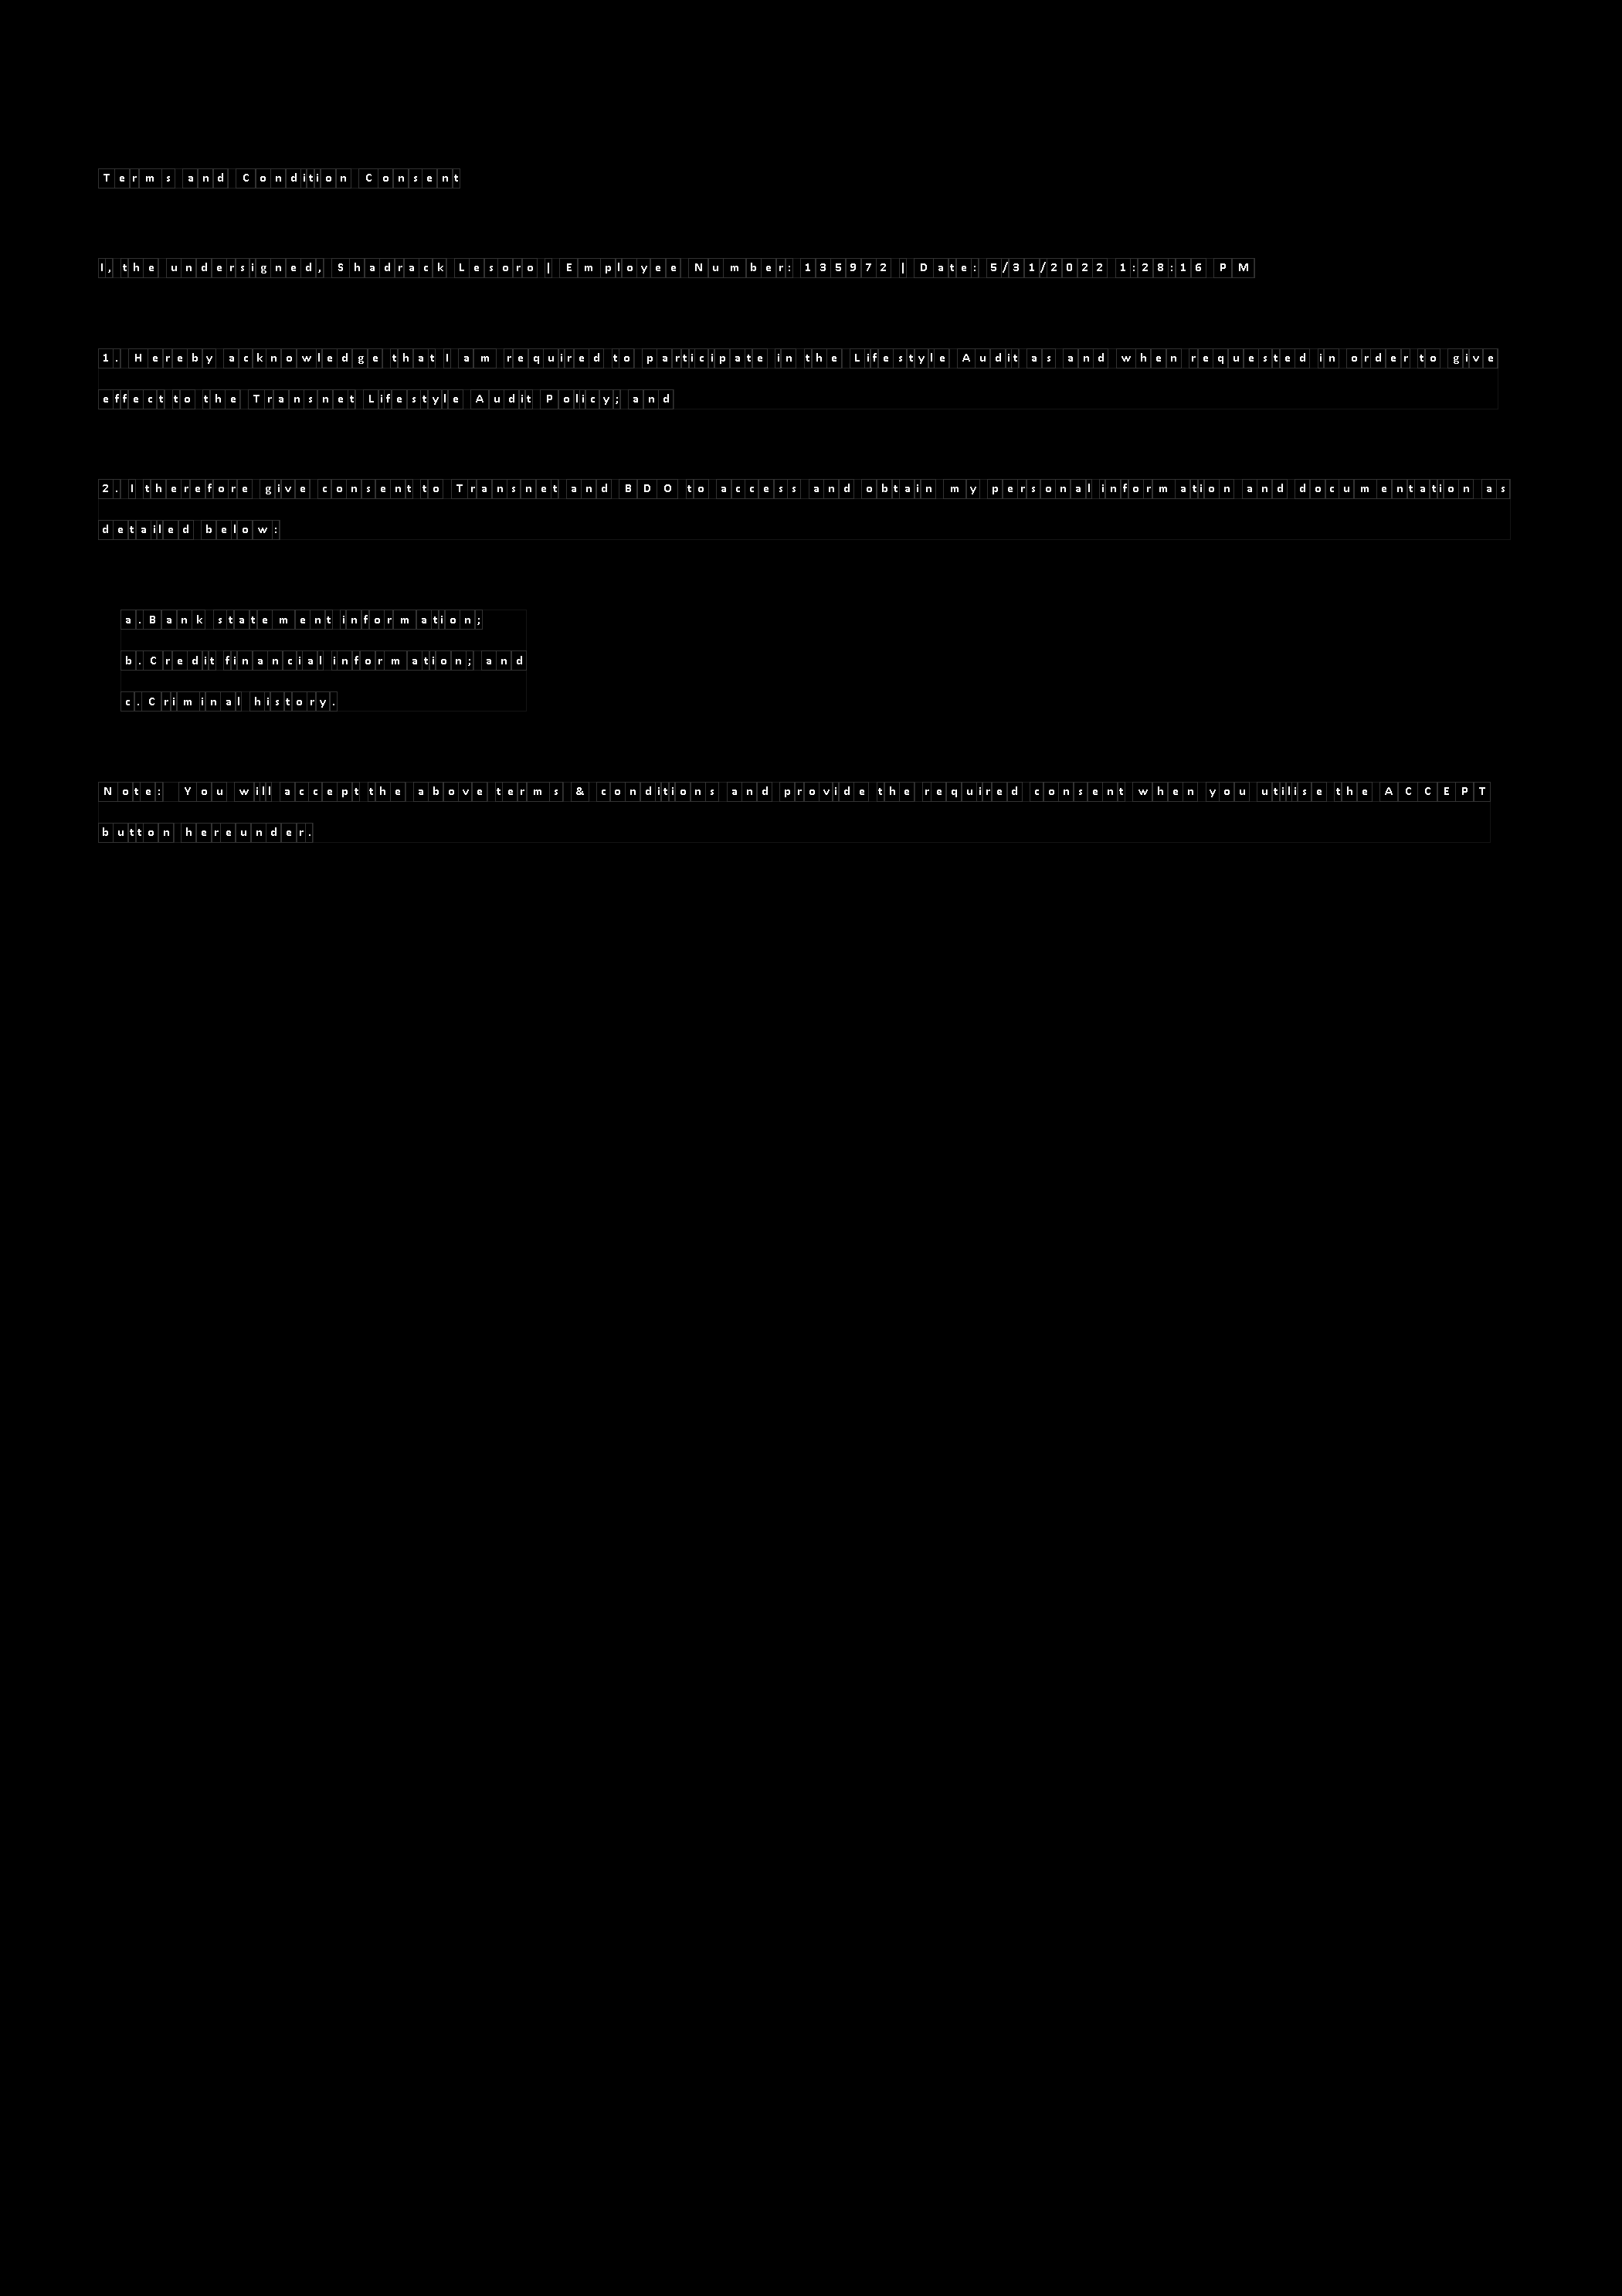 Terms and Condition Consent
I, the undersigned, Shadrack Lesoro | Employee Number: 135972 | Date: 5/31/2022 1:28:16 PM
1. Hereby acknowledge that I am required to participate in the Lifestyle Audit as and when requested in order to give
effect to the Transnet Lifestyle Audit Policy; and
2. I therefore give consent to Transnet and BDO to access and obtain my personal information and documentation as
detailed below:
a. Bank statement information;
b. Credit financial information; and
c. Criminal history.
Note:  You will accept the above terms & conditions and provide the required consent when you utilise the ACCEPT
button hereunder.